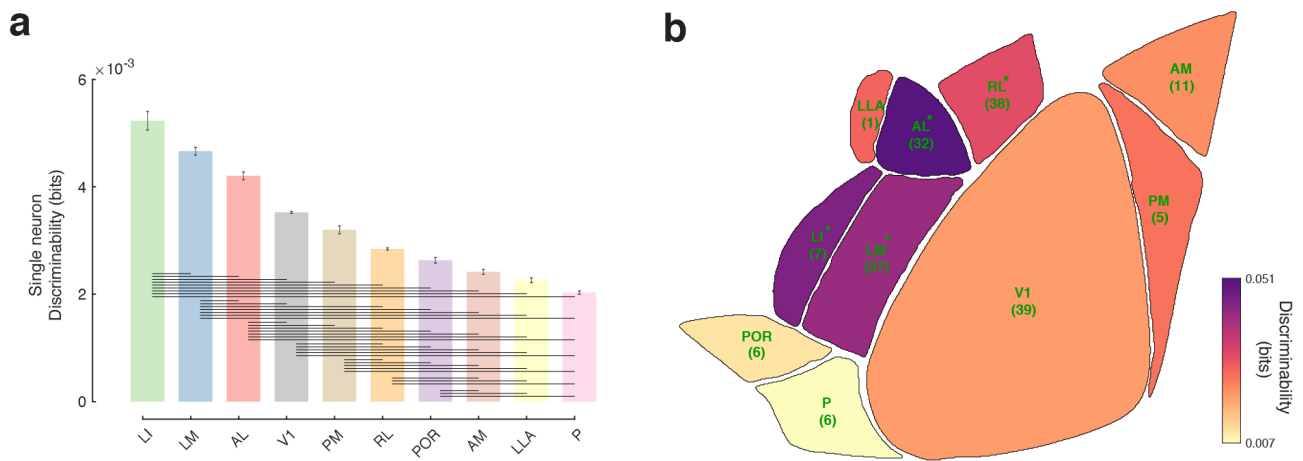 a
×10⁻³
6
4
2
0
Single neuron
Discriminability (bits)
LI
LM
AL
V1
PM
RL
POR
AM
LLA
P
b
AM
(11)
RL*
(38)
LLA
(1)
AL*
(32)
PM
(5)
LI*
(7)
LM*
(37)
V1
(39)
POR
(6)
P
(6)
0.051
0.007
Discriminability
(bits)